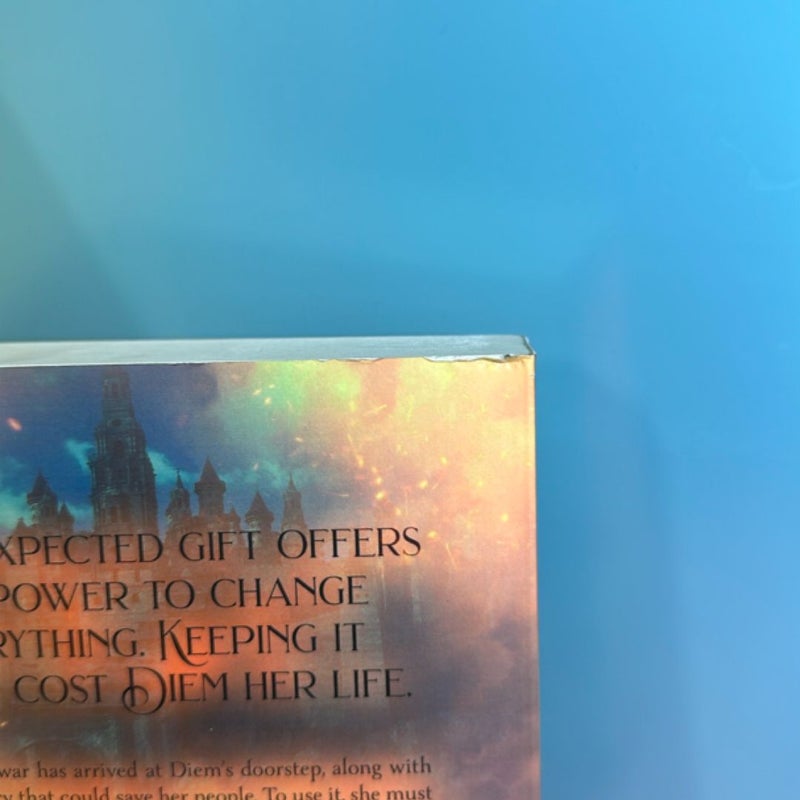 XPECTED GIFT OFFERS
POWER TO CHANGE
RYTHING. KEEPING IT
COST DIEM HER LIFE.
war has arrived at Diem's doorstep, along with
that could save her people. To use it, she must